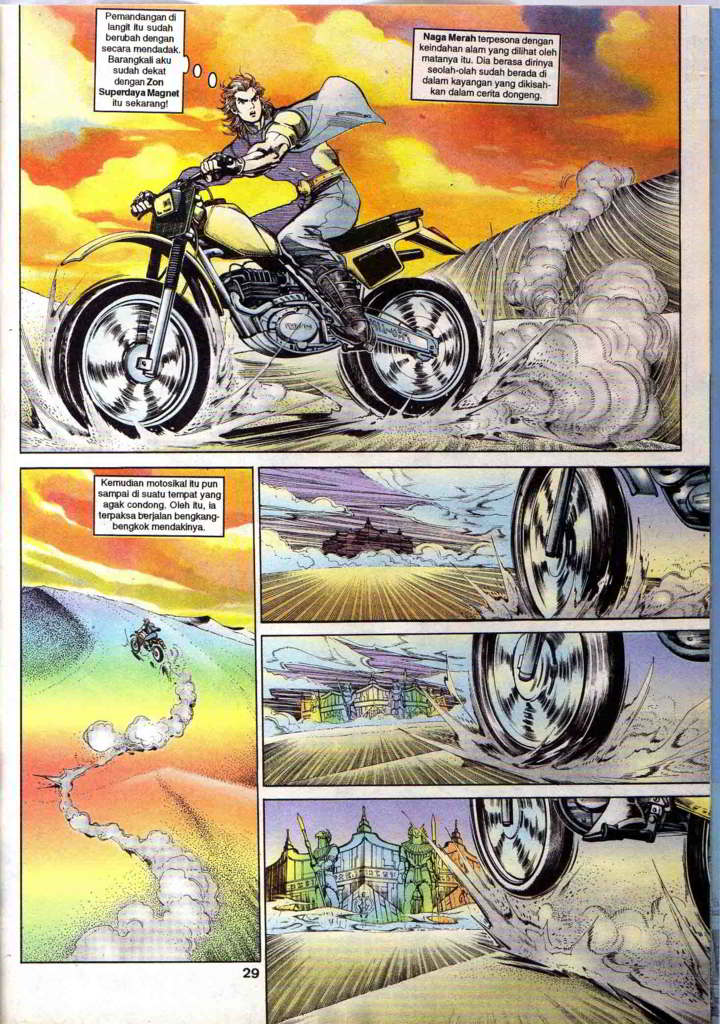 Pemandangan di
langit itu sudah
berubah dengan
secara mendadak.
Barangkali aku
sudah dekat
dengan Zon
Superdaya Magnet
itu sekarang!
Naga Merah terpesona dengan
keindahan alam yang dilihat oleh
matanya itu. Dia berasa dirinya
seolah-olah sudah berada di
dalam kayangan yang dikisah-
kan dalam cerita dongeng.
Kemudian motosikal itu pun
sampai di suatu tempat yang
agak condong. Oleh itu, ia
terpaksa berjalan bengkang-
bengkok mendakinya.
29